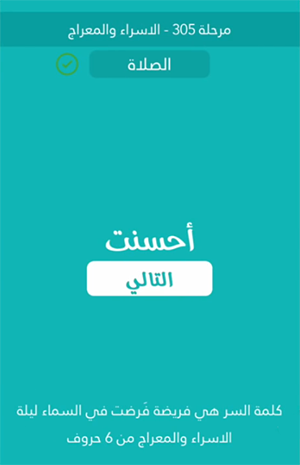 مرحلة 305 - الاسراء والمعراج
الصلاة
أحسنت
التالي
كلمة السر هي فريضة فَرضت في السماء ليلة
الاسراء والمعراج من 6 حروف